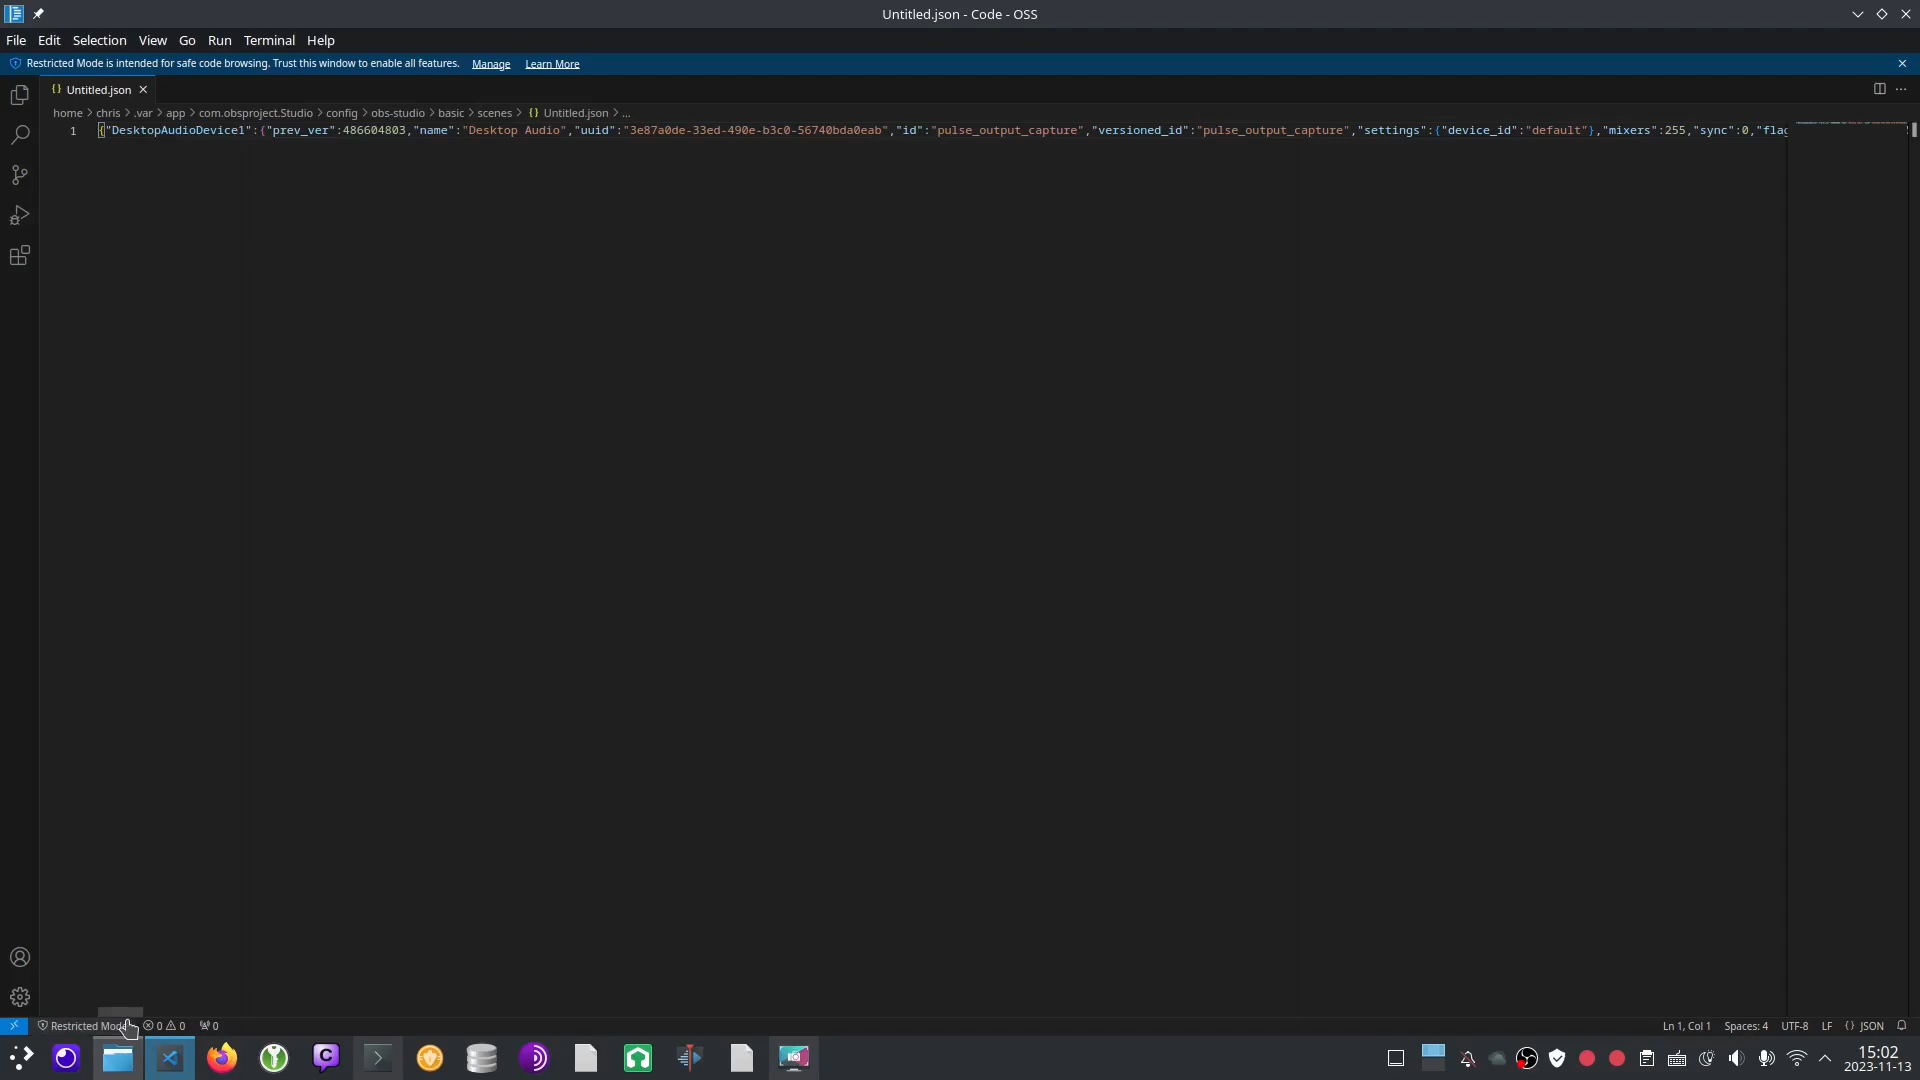 Untitled.json - Code - OSS
File Edit Selection View Go Run Terminal Help
Restricted Mode is intended for safe code browsing. Trust this window to enable all features. Manage Learn More
{} Untitled.json
home > chris > .var > app > com.obsproject.Studio > config > obs-studio > basic > scenes > {} Untitled.json > ...
1 {"DesktopAudioDevice1":{"prev_ver":486604803,"name":"Desktop Audio","uuid":"3e87a0de-33ed-490e-b3c0-56740bda0eab","id":"pulse_output_capture","versioned_id":"pulse_output_capture","settings":{"device_id":"default"},"mixers":255,"sync":0,"flag
Restricted Mode 0 0 0 Ln 1, Col 1 Spaces: 4 UTF-8 LF {} JSON
15:02
2023-11-13